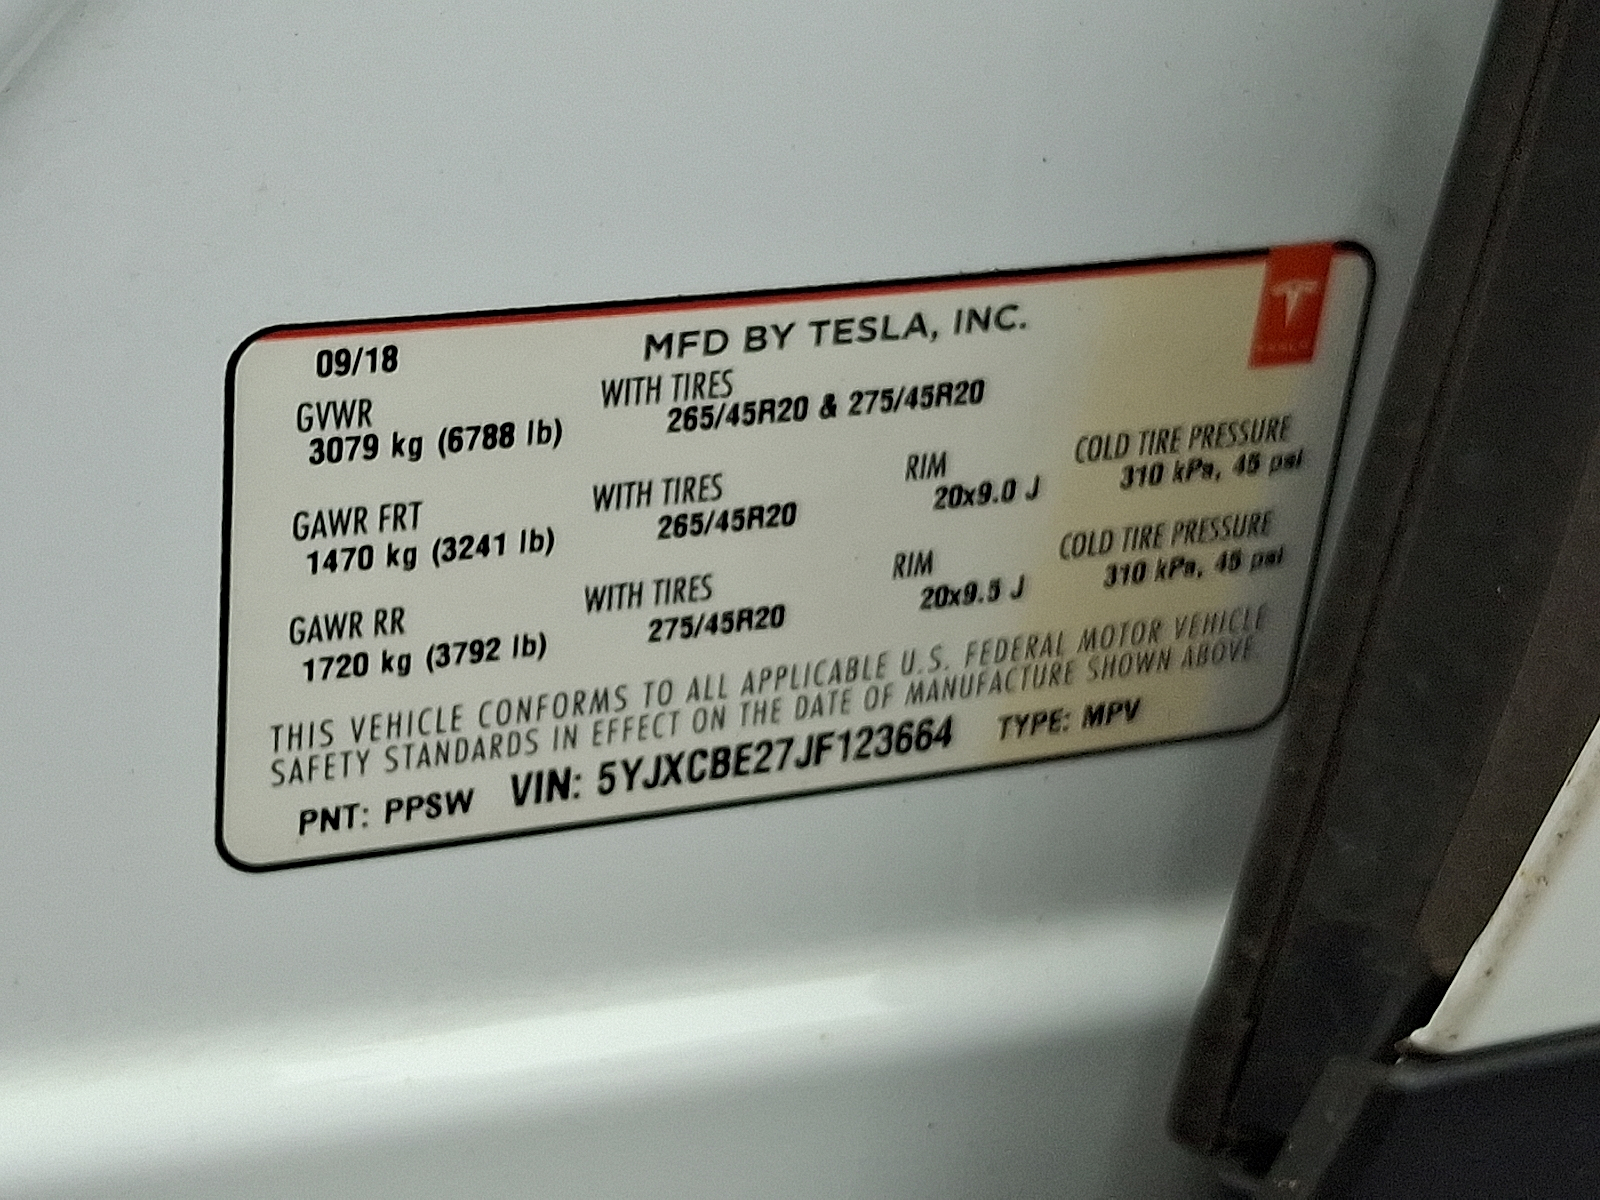 09/18
MFD BY TESLA, INC.
TESLA
GVWR
3079 kg (6788 lb)
WITH TIRES
265/45R20 & 275/45R20
GAWR FRT
1470 kg (3241 lb)
WITH TIRES
265/45R20
RIM
20x9.0 J
COLD TIRE PRESSURE
310 kPa, 45 psi
GAWR RR
1720 kg (3792 lb)
WITH TIRES
275/45R20
RIM
20x9.5 J
COLD TIRE PRESSURE
310 kPa, 45 psi
THIS VEHICLE CONFORMS TO ALL APPLICABLE U.S. FEDERAL MOTOR VEHICLE
SAFETY STANDARDS IN EFFECT ON THE DATE OF MANUFACTURE SHOWN ABOVE
PNT: PPSW VIN: 5YJXCBE27JF123664 TYPE: MPV